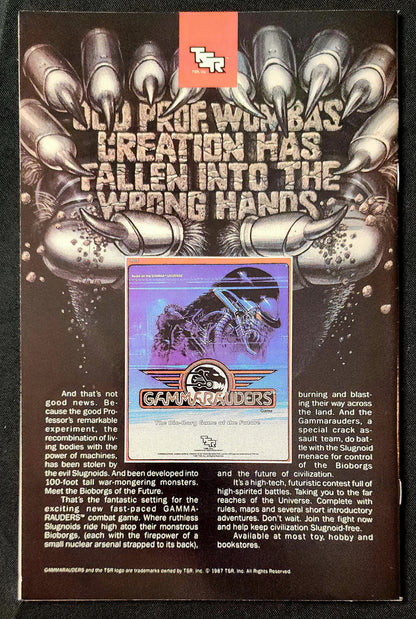 TSR
TSR, Inc.
OLD PROF. WOMBAS
CREATION HAS
FALLEN INTO THE
WRONG HANDS
GAMMARAUDERS
Game
The Bio-Borg Game of the Future
TSR
And that's not
good news. Be-
cause the good Pro-
fessor's remarkable
experiment, the
recombination of liv-
ing bodies with the
power of machines,
has been stolen by
the evil Slugnoids. And been developed into
100-foot tall war-mongering monsters.
Meet the Bioborgs of the Future.
That's the fantastic setting for the
exciting new fast-paced GAMMA-
RAUDERS™ combat game. Where ruthless
Slugnoids ride high atop their monstrous
Bioborgs, (each with the firepower of a
small nuclear arsenal strapped to its back).
burning and blast-
ing their way across
the land. And the
Gammarauders, a
special crack as-
sault team, do bat-
tle with the Slugnoid
menace for control
of the Bioborgs
and the future of civilization.
It's a high-tech, futuristic contest full of
high-spirited battles. Taking you to the far
reaches of the Universe. Complete with
rules, maps and several short introductory
adventures. Don't wait. Join the fight now
and help keep civilization Slugnoid-free.
Available at most toy, hobby and
bookstores.
GAMMARAUDERS and the TSR logo are trademarks owned by TSR, Inc. © 1987 TSR, Inc. All Rights Reserved.